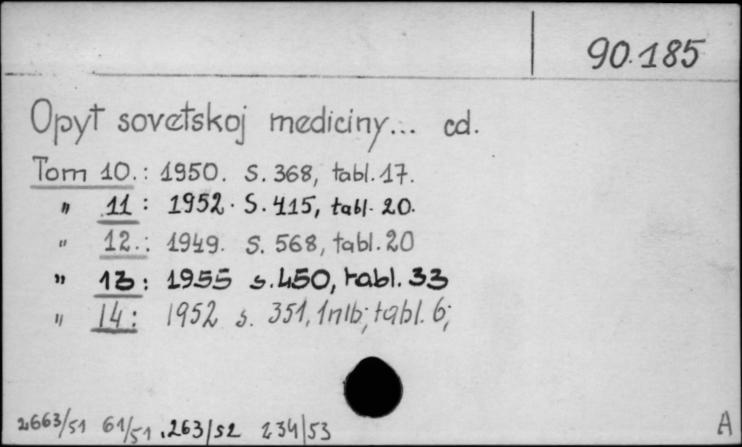 90.185
Opyt sovetskoj mediciny... cd.
Tom 10.: 1950. S. 368, tabl. 17.
" 11: 1952. S. 415, tabl. 20.
" 12.: 1949. S. 568, tabl. 20
" 13: 1955 s. 450, tabl. 33
" 14: 1952 s. 351, 1nlb; tabl. 6;
2663/51 61/51 .263/52 234/53
A